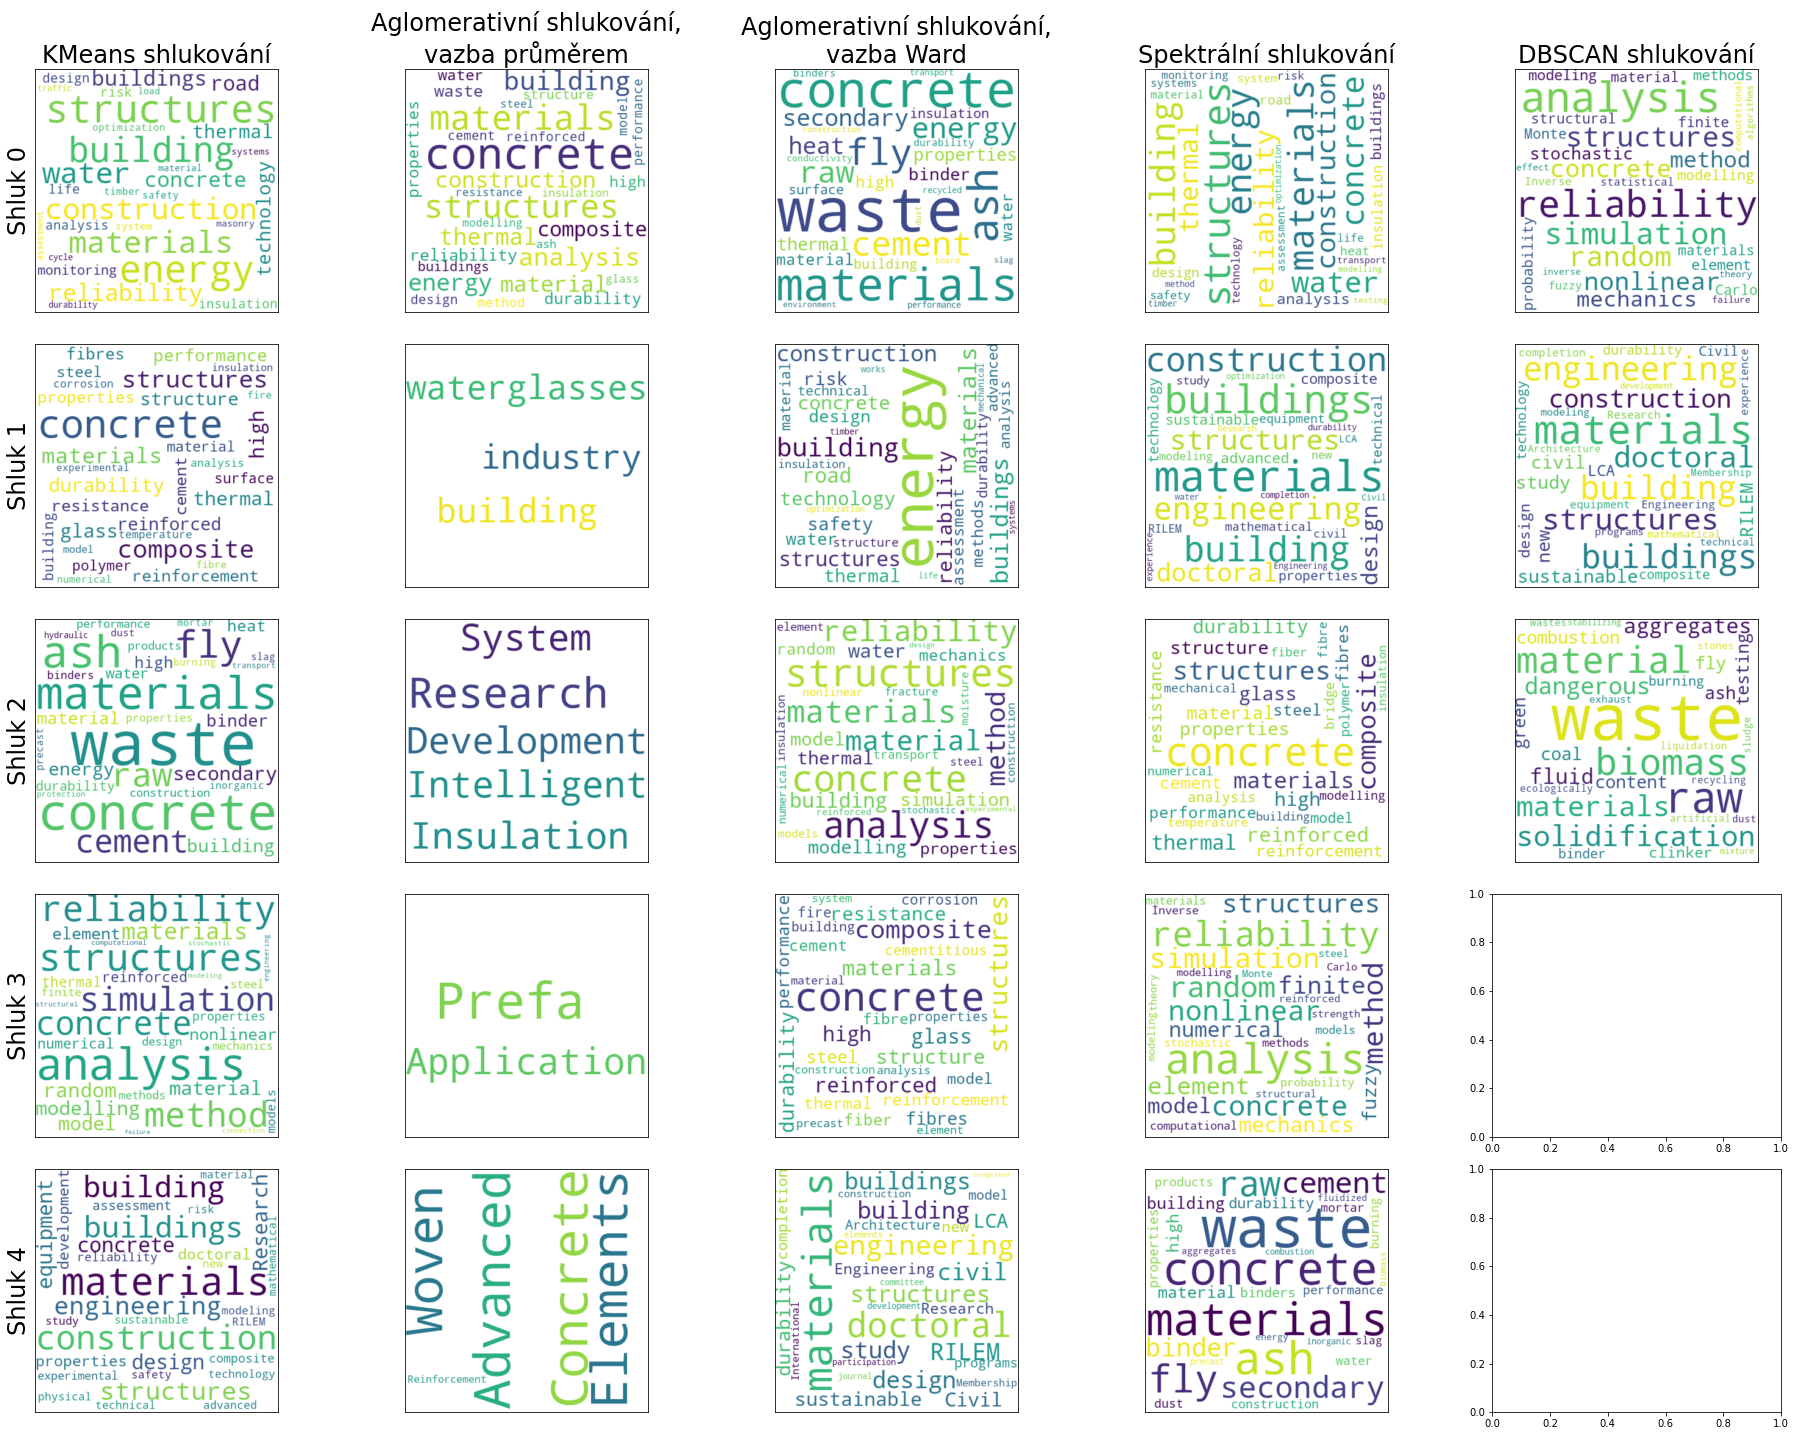 KMeans shlukování
Aglomerativní shlukování,
vazba průměrem
Aglomerativní shlukování,
vazba Ward
Spektrální shlukování
DBSCAN shlukování
Shluk 0
design buildings road
traffic risk load
structures
optimization thermal
building systems
water material concrete
life timber safety technology
construction
analysis system masonry
assessment materials
cycle
monitoring energy
reliability
durability insulation
water building
waste structure
steel model performance
materials
cement reinforced
properties concrete
construction high
resistance insulation
structures
modelling composite
thermal ash
reliability analysis
buildings
energy material glass
design method durability
binders transport
concrete
secondary insulation
construction energy
heat fly durability
conductivity properties
raw high binder
surface recycled ash
waste dust water
thermal cement
material building board slag
materials
environment performance
monitoring system risk
systems
material road
building thermal structures energy reliability optimization materials construction concrete insulation buildings
assessment life
heat
design technology transport
method water modelling
safety
timber analysis testing
modeling material methods
analysis computational algorithms
structural finite
Monte structures
stochastic method
effect concrete modelling
Inverse statistical
reliability
probability simulation
random materials
inverse element
fuzzy nonlinear theory
mechanics Carlo
failure
Shluk 1
fibres performance
steel insulation
corrosion structures
properties structure fire
concrete high
material
materials cement analysis
experimental
durability surface
resistance thermal
building glass reinforced
temperature
model composite
polymer fibre
numerical reinforcement
waterglasses
industry
building
construction materials advanced
material risk works mechanical
technical
concrete energy
design analysis
timber
building durability
insulation
road reliability buildings
technology methods
optimization assessment
safety systems
water structure
structures
thermal life
construction
study optimization composite
technology buildings technical
sustainable equipment
Research durability
structures LCA
modeling advanced new
materials
water completion Civil
engineering
RILEM mathematical civil
experience building design
doctoral Engineering properties
completion durability Civil
engineering experience
development
technology construction
modeling Research
materials
Architecture doctoral
civil LCA Membership
study building
equipment Engineering RILEM
design structures
new programs mathematical
buildings technical
sustainable composite
Shluk 2
performance mortar heat
hydraulic dust fly
ash products
high burning slag
binders water transport
materials
material properties binder
precast waste
energy raw secondary
durability inorganic
protection construction
concrete
cement building
System
Research
Development
Intelligent
Insulation
element reliability
random water design
mechanics
structures
nonlinear fracture
insulation materials moisture method
model material construction
thermal transport steel
numerical concrete
building simulation
reinforced stochastic experimental
models analysis
modelling properties
durability fibre
resistance structure fiber fibres
structures insulation
mechanical glass bridge polymer composite
material steel
properties
concrete
numerical materials
cement
analysis high modelling
performance building model
temperature reinforced
thermal reinforcement
wastes stabilizing aggregates
combustion stones
material fly testing
dangerous burning
exhaust ash
green waste
coal liquidation sludge
biomass
fluid content recycling
ecologically raw
materials artificial dust
solidification
binder clinker mixture
Shluk 3
reliability
element materials
computational stochastic
structures engineering
thermal reinforced modeling
finite steel
structural simulation
concrete properties
numerical design nonlinear
mechanics
analysis
random methods material
modelling method models
model
failure connection
Prefa
Application
system corrosion
fire resistance structures
building composite
performance cement cementitious
materials
material
concrete
fibre properties
durability high glass
steel structure
construction analysis
reinforced model
thermal reinforcement
precast fiber fibres
element
materials structures
Inverse
reliability
simulation steel
modelling Monte Carlo
random finite method
reinforced
nonlinear strength
theory numerical models
modeling stochastic methods
analysis
element probability
structural fuzzy
model concrete
computational mechanics
1.0
0.8
0.6
0.4
0.2
0.0
0.0 0.2 0.4 0.6 0.8 1.0
Shluk 4
material
equipment development building Research
assessment risk
buildings
concrete
reliability doctoral
new mathematical
materials
engineering modeling
study sustainable RILEM
construction
properties design composite
experimental safety technology
physical structures
technical advanced
Woven Advanced Concrete Elements
Reinforcement
completion buildings integrated
construction model
building
Architecture new LCA
elements
materials engineering
Engineering civil
durability committee
structures
development Research
International doctoral
study RILEM
participation programs
journal design Membership
sustainable Civil
products raw cement
building durability fluidized
mortar
properties high waste burning
aggregates combustion
concrete biomass
material binders performance
materials
energy inorganic slag
binder
precast ash water
fly secondary
dust construction
1.0
0.8
0.6
0.4
0.2
0.0
0.0 0.2 0.4 0.6 0.8 1.0